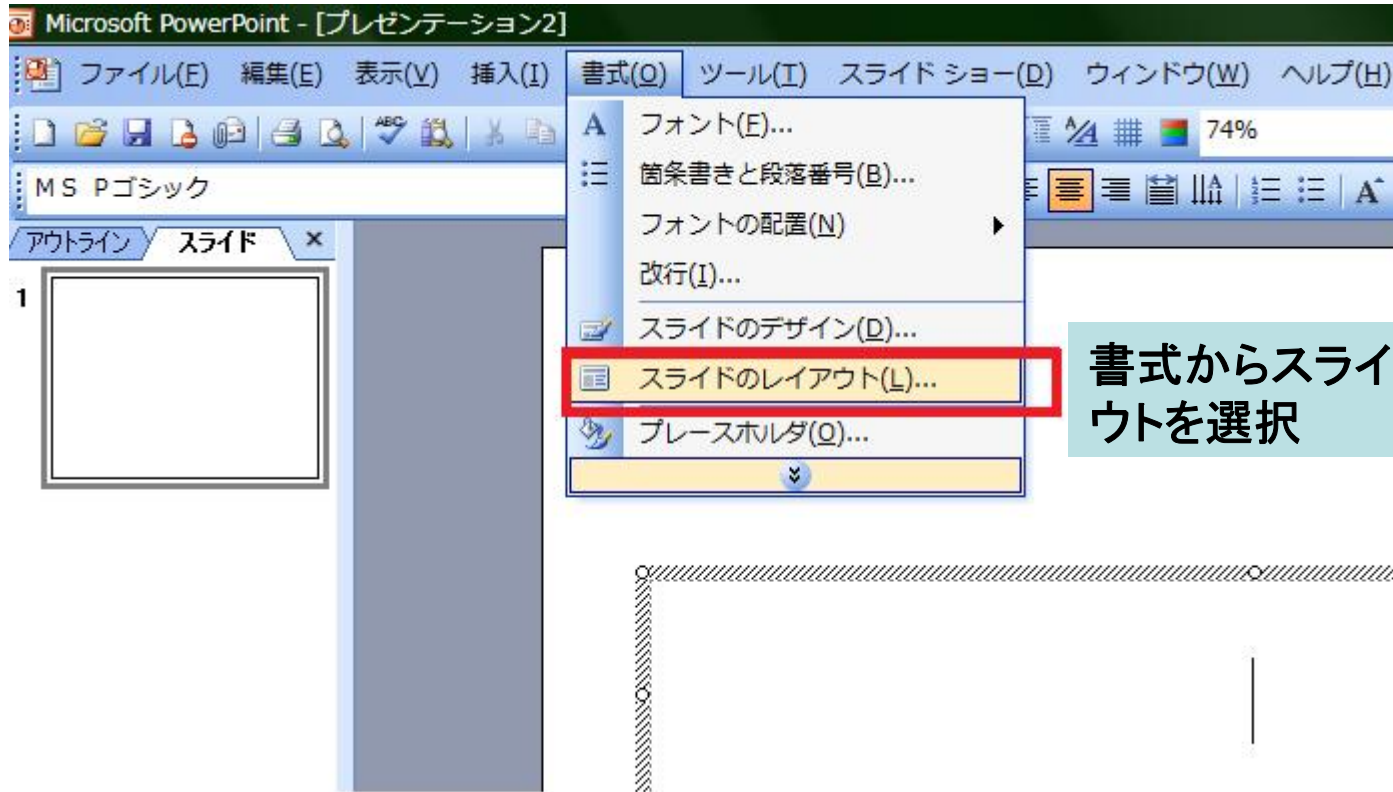 Microsoft PowerPoint - [プレゼンテーション2]
ファイル(F) 編集(E) 表示(V) 挿入(I) 書式(O) ツール(T) スライド ショー(D) ウィンドウ(W) ヘルプ(H)
74%
ＭＳ Ｐゴシック
アウトライン スライド ×
1
フォント(F)...
箇条書きと段落番号(B)...
フォントの配置(N)
改行(I)...
スライドのデザイン(D)...
スライドのレイアウト(L)...
プレースホルダ(O)...
書式からスライ
ウトを選択